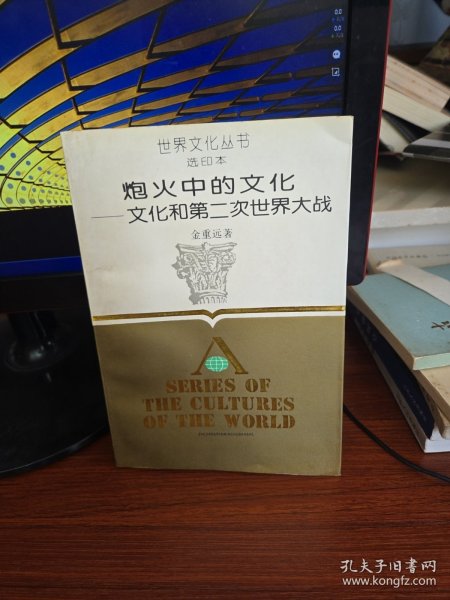 世界文化丛书
选印本
炮火中的文化
——文化和第二次世界大战
金重远著
A
SERIES OF
THE CULTURES
OF THE WORLD
孔夫子旧书网
www.kongfz.com